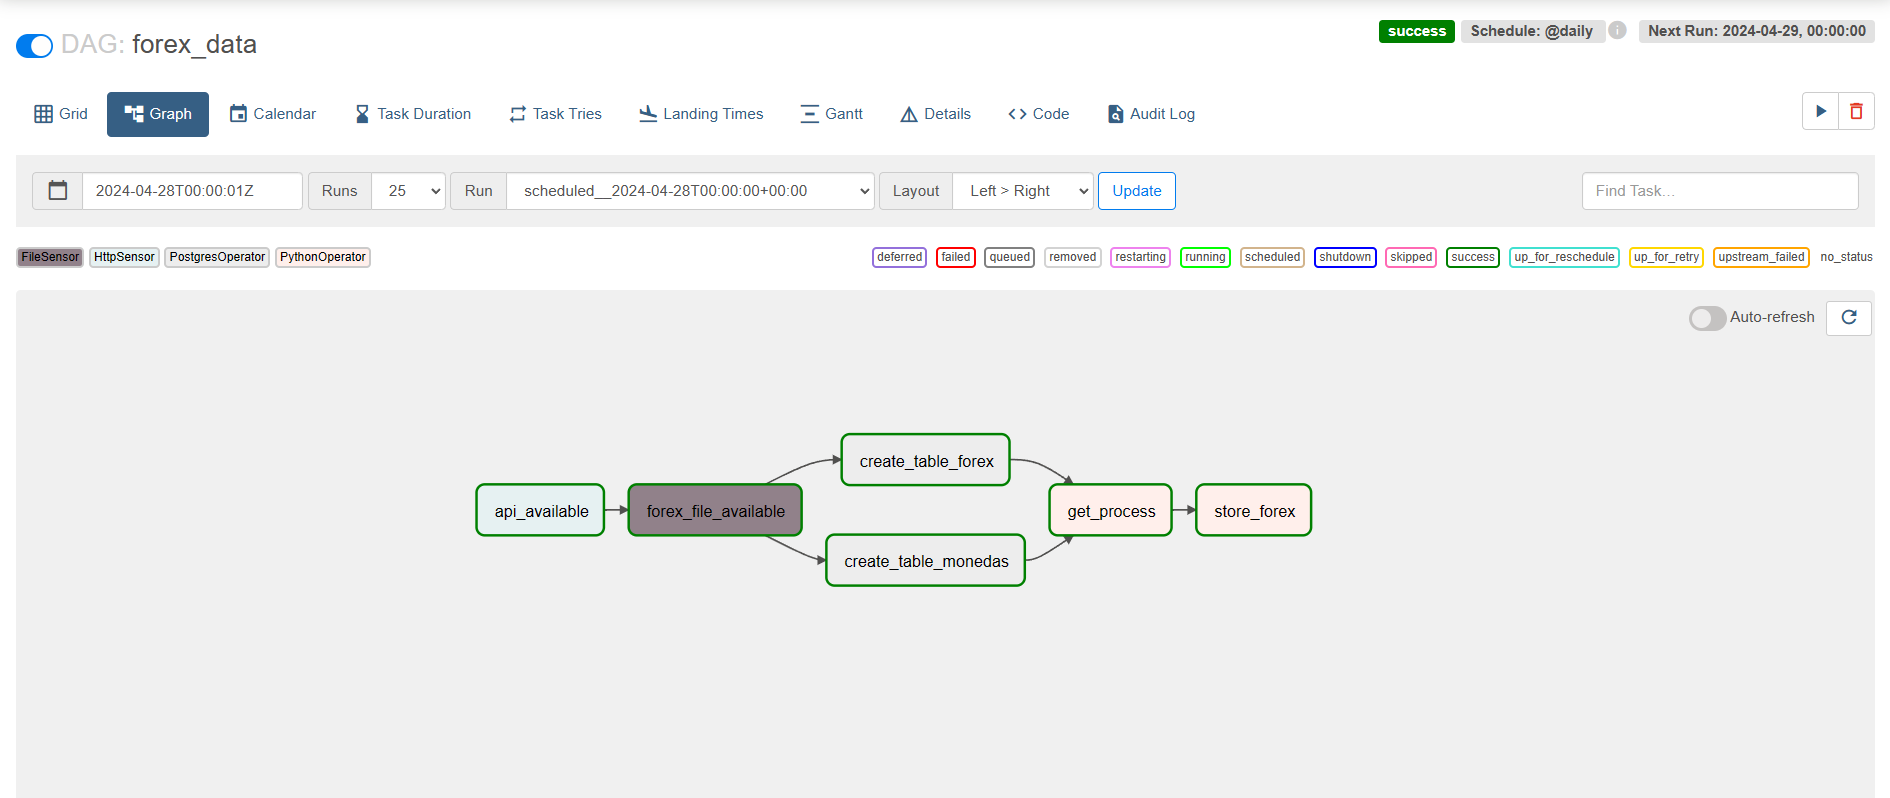 DAG: forex_data
success
Schedule: @daily
Next Run: 2024-04-29, 00:00:00
Grid
Graph
Calendar
Task Duration
Task Tries
Landing Times
Gantt
Details
Code
Audit Log
2024-04-28T00:00:01Z
Runs
25
Run
scheduled__2024-04-28T00:00:00+00:00
Layout
Left > Right
Update
Find Task...
FileSensor
HttpSensor
PostgresOperator
PythonOperator
deferred
failed
queued
removed
restarting
running
scheduled
shutdown
skipped
success
up_for_reschedule
up_for_retry
upstream_failed
no_status
Auto-refresh
api_available
forex_file_available
create_table_forex
create_table_monedas
get_process
store_forex